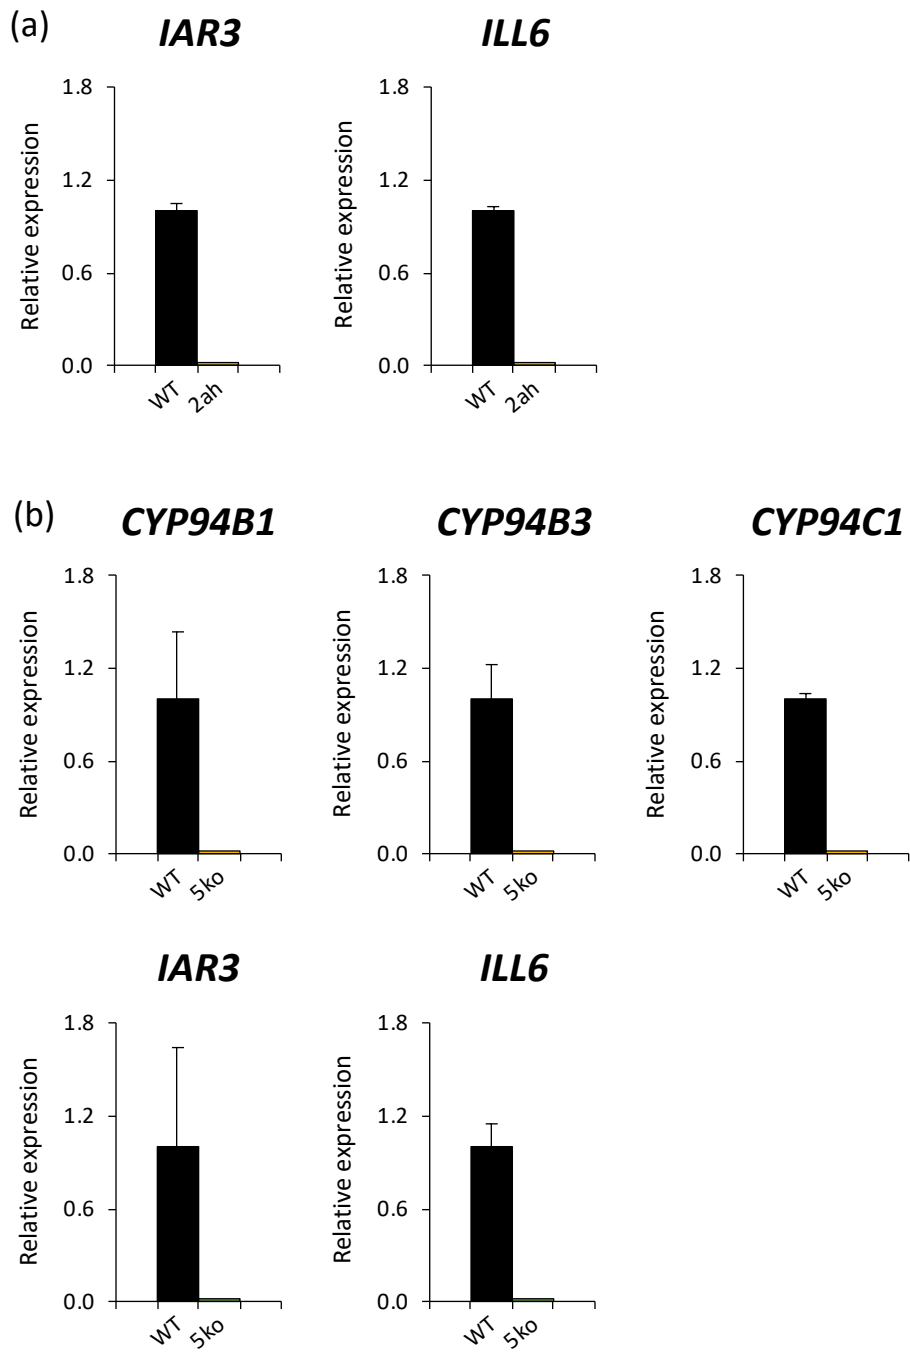 (a)
IAR3 ILL6
Relative expression
1.8
1.2
0.6
0.0
WT 2ah
Relative expression
1.8
1.2
0.6
0.0
WT 2ah
(b)
CYP94B1 CYP94B3 CYP94C1
Relative expression
1.8
1.2
0.6
0.0
WT 5ko
Relative expression
1.8
1.2
0.6
0.0
WT 5ko
Relative expression
1.8
1.2
0.6
0.0
WT 5ko
IAR3 ILL6
Relative expression
1.8
1.2
0.6
0.0
WT 5ko
Relative expression
1.8
1.2
0.6
0.0
WT 5ko